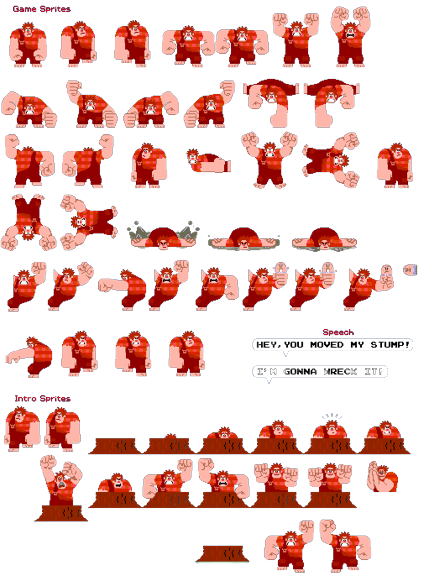 Game Sprites
Speech
HEY, YOU MOVED MY STUMP!
I'M GONNA WRECK IT!
Intro Sprites